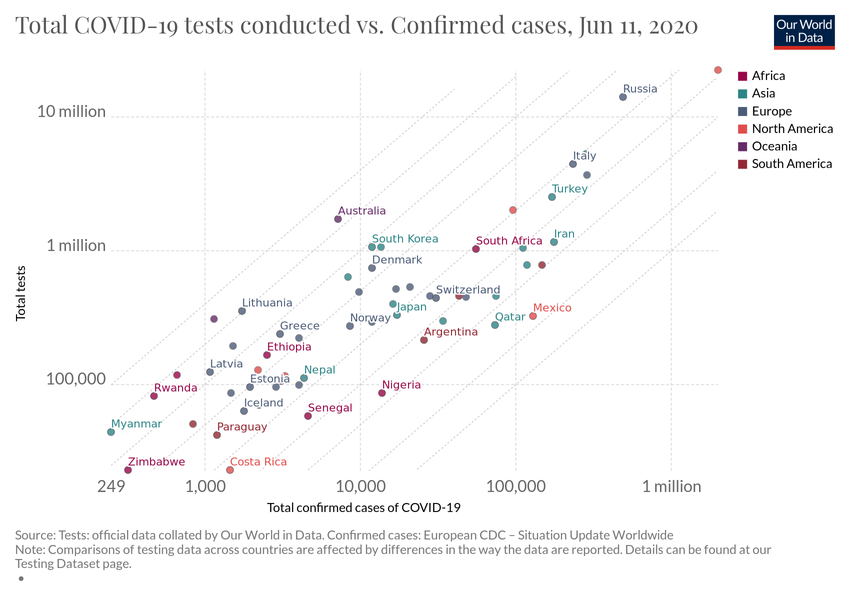 Total COVID-19 tests conducted vs. Confirmed cases, Jun 11, 2020
Our World
in Data
Africa
Asia
Europe
North America
Oceania
South America
Total tests
10 million
1 million
100,000
Russia
Italy
Turkey
Australia
South Korea
South Africa
Iran
Denmark
Switzerland
Lithuania
Japan
Mexico
Norway
Qatar
Greece
Argentina
Ethiopia
Latvia
Nepal
Estonia
Rwanda
Nigeria
Iceland
Senegal
Myanmar
Paraguay
Zimbabwe
Costa Rica
249
1,000
10,000
100,000
1 million
Total confirmed cases of COVID-19
Source: Tests: official data collated by Our World in Data. Confirmed cases: European CDC – Situation Update Worldwide
Note: Comparisons of testing data across countries are affected by differences in the way the data are reported. Details can be found at our
Testing Dataset page.